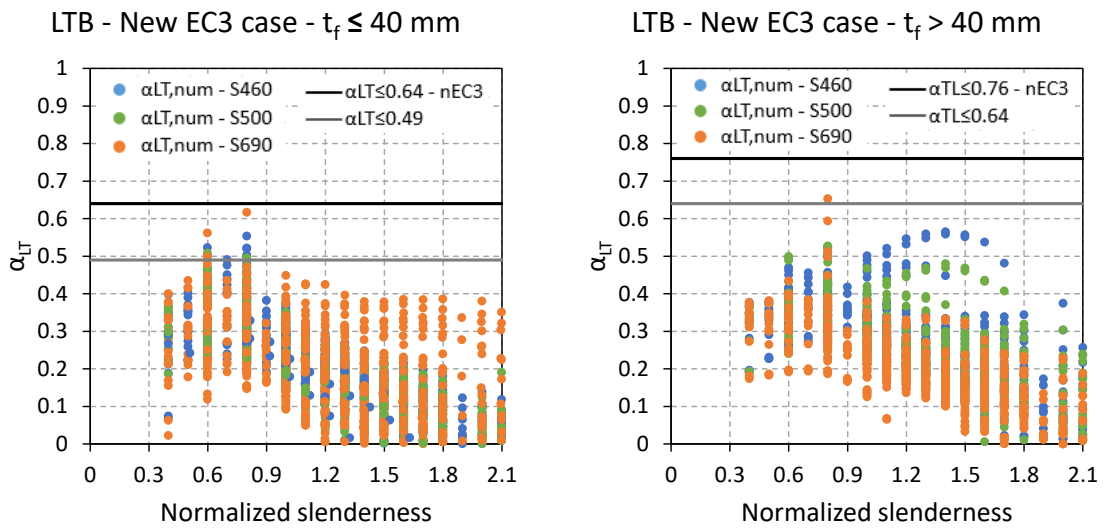 LTB - New EC3 case - tf ≤ 40 mm
1
0.9
0.8
0.7
0.6
0.5
0.4
0.3
0.2
0.1
0
αLT
αLT,num - S460
αLT,num - S500
αLT,num - S690
αLT≤0.64 - nEC3
αLT≤0.49
0 0.3 0.6 0.9 1.2 1.5 1.8 2.1
Normalized slenderness
LTB - New EC3 case - tf > 40 mm
1
0.9
0.8
0.7
0.6
0.5
0.4
0.3
0.2
0.1
0
αLT
αLT,num - S460
αLT,num - S500
αLT,num - S690
αTL≤0.76 - nEC3
αTL≤0.64
0 0.3 0.6 0.9 1.2 1.5 1.8 2.1
Normalized slenderness